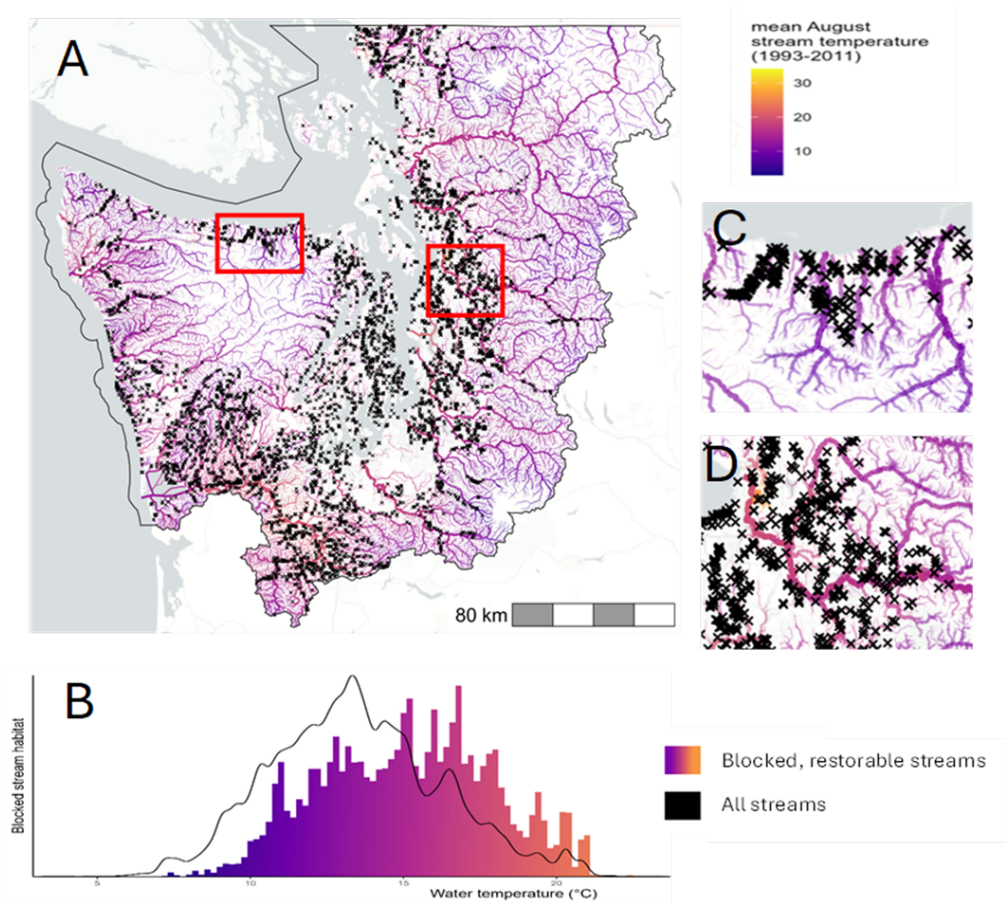 A
mean August
stream temperature
(1993-2011)
30
20
10
C
D
80 km
B
Blocked stream habitat
5
10
15
20
Water temperature (°C)
Blocked, restorable streams
All streams